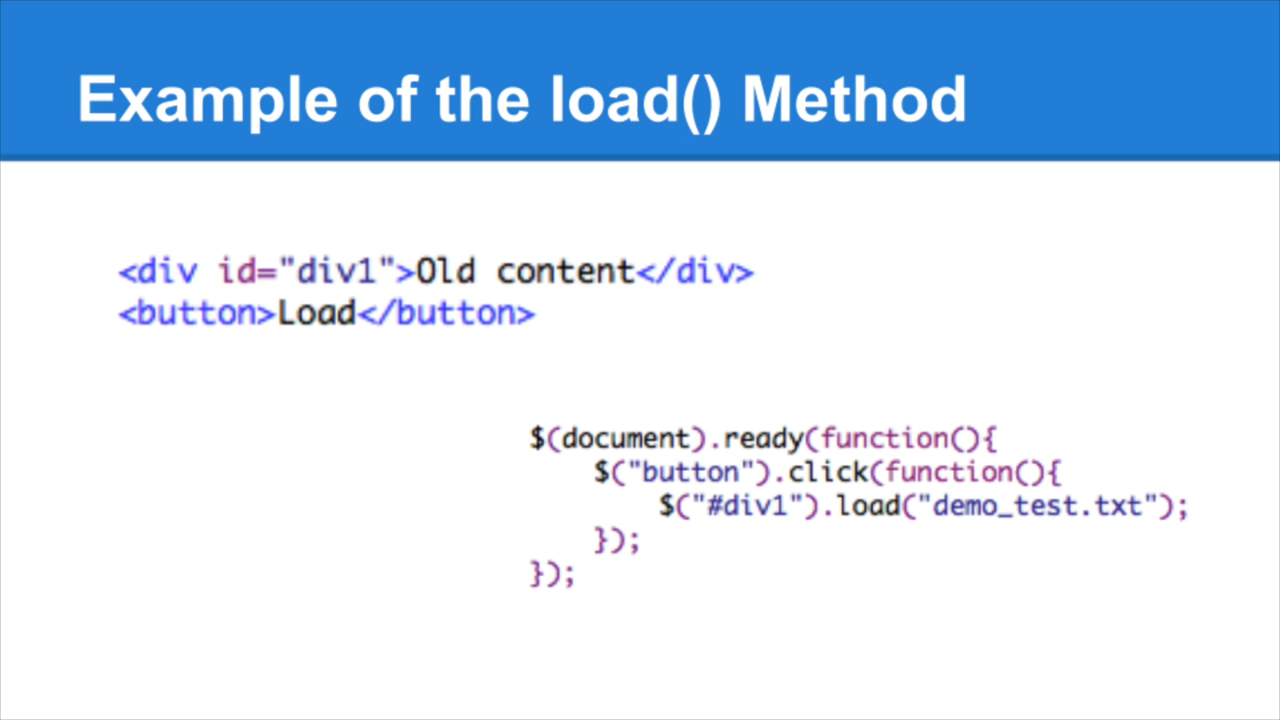 Example of the load() Method
<div id="div1">Old content</div>
<button>Load</button>
$(document).ready(function(){
$("button").click(function(){
$("#div1").load("demo_test.txt");
});
});